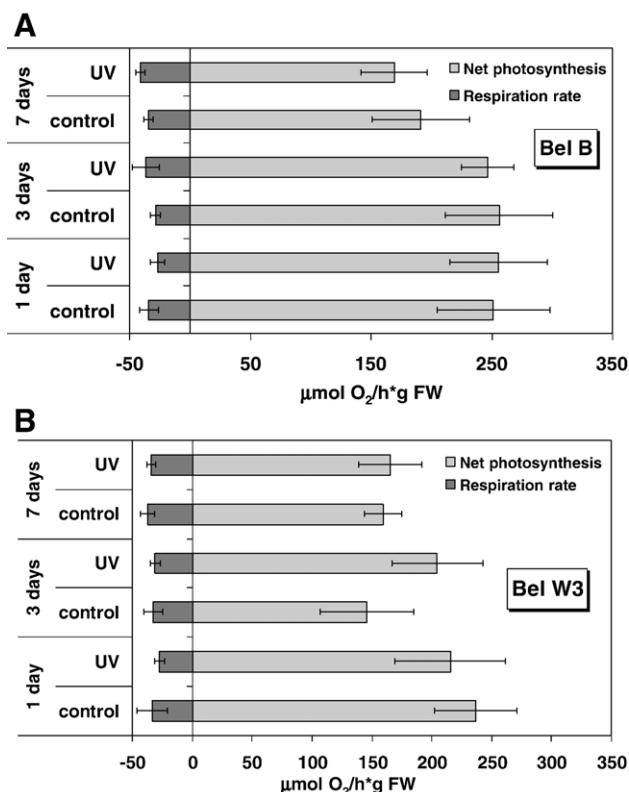 A
7 days
UV
control
3 days
UV
control
1 day
UV
control
Net photosynthesis
Respiration rate
Bel B
-50 50 150 250 350
μmol O₂/h*g FW
B
7 days
UV
control
3 days
UV
control
1 day
UV
control
Net photosynthesis
Respiration rate
Bel W3
-50 0 50 100 150 200 250 300 350
μmol O₂/h*g FW